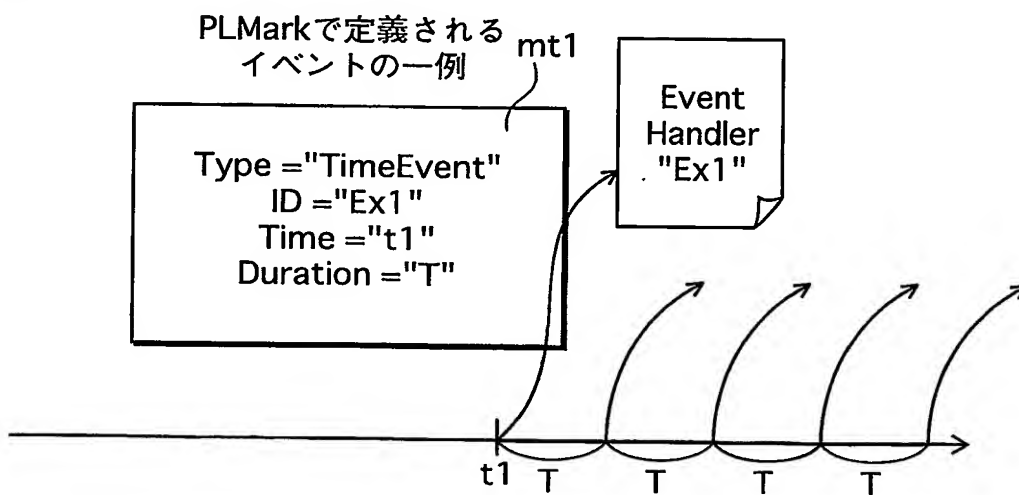 PLMarkで定義される
イベントの一例
mt1
Type ="TimeEvent"
ID ="Ex1"
Time ="t1"
Duration ="T"
Event
Handler
"Ex1"
t1
T
T
T
T